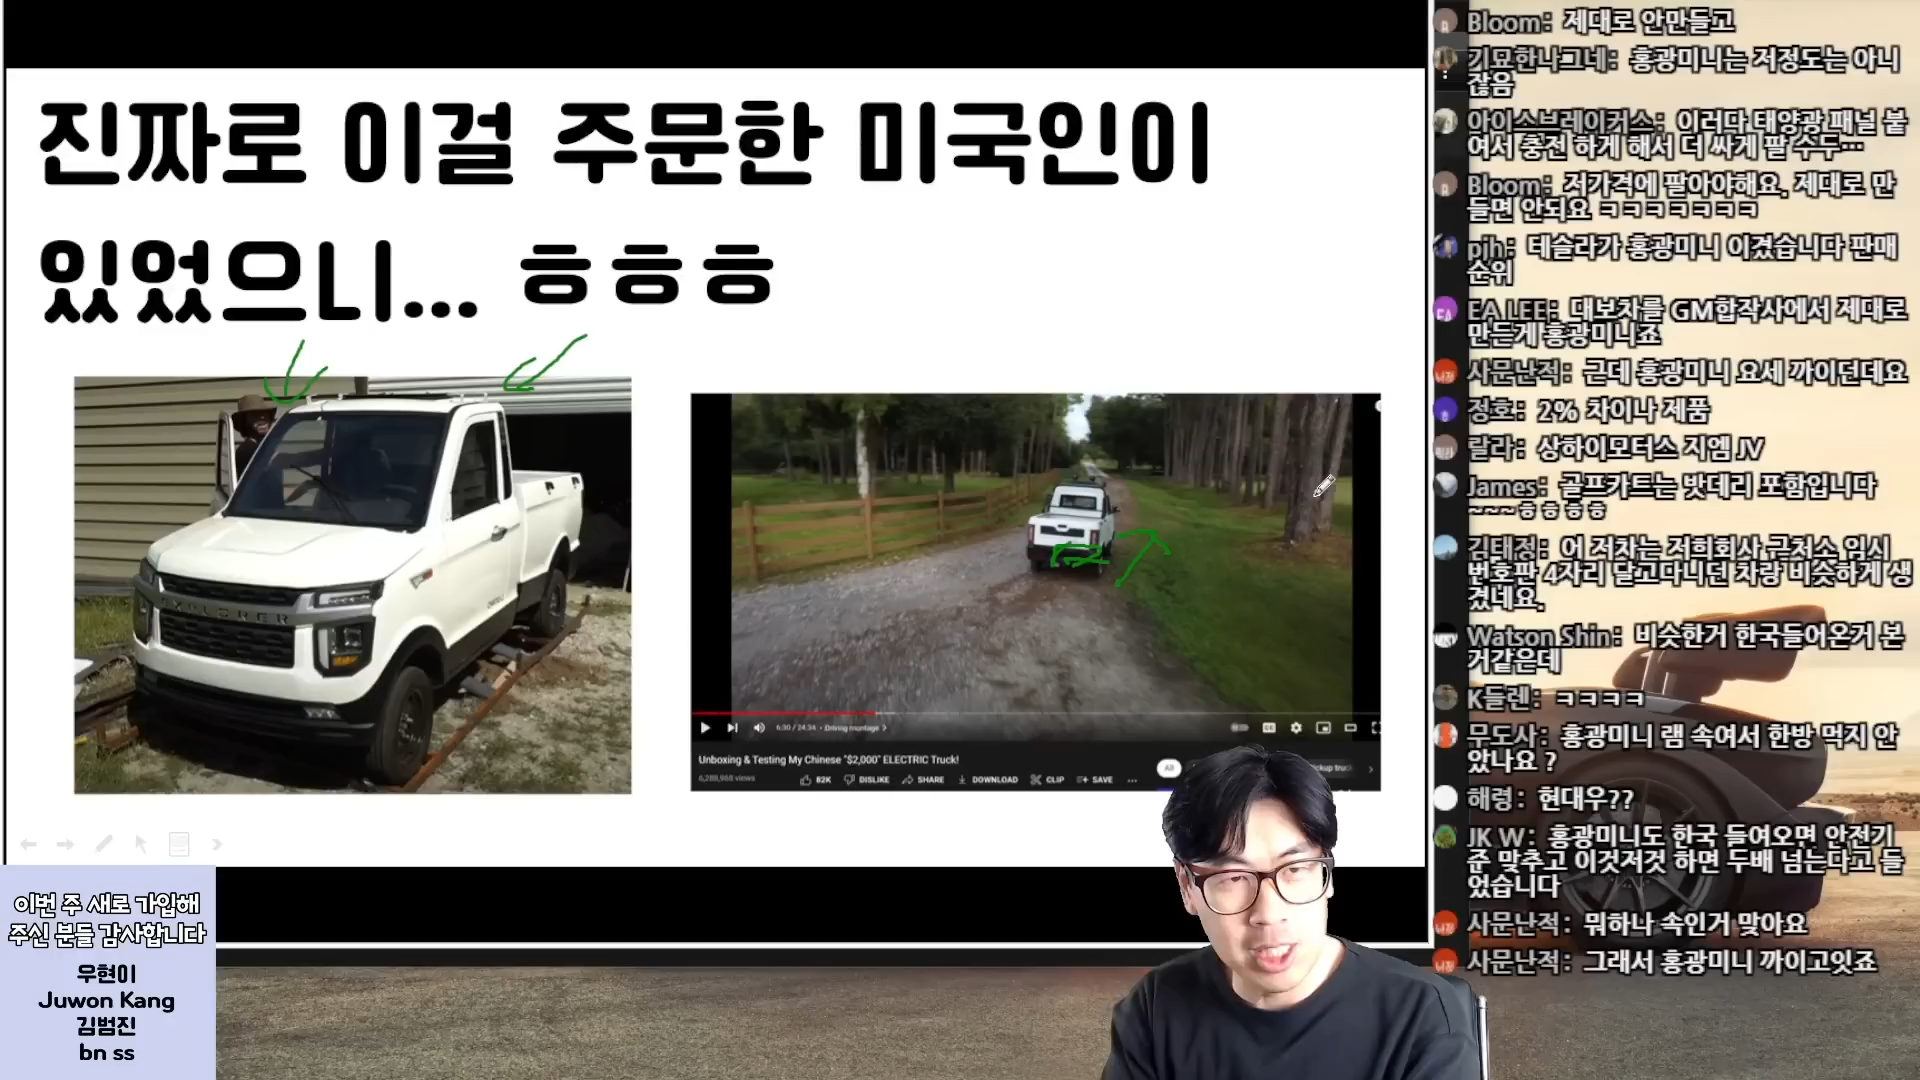 진짜로 이걸 주문한 미국인이
있었으니... ㅎㅎㅎ
EXPLORER
6:30 / 24:34 • Driving montage >
Unboxing & Testing My Chinese "$2,000" ELECTRIC Truck!
6,288,968 views
82K
DISLIKE
SHARE
DOWNLOAD
CLIP
SAVE
All
이번 주 새로 가입해
주신 분들 감사합니다
우현이
Juwon Kang
김범진
bn ss
Bloom: 제대로 안만들고
기묘한나그네: 홍광미니는 저정도는 아니
잖음
아이스브레이커스: 이러다 태양광 패널 붙
여서 충전 하게 해서 더 싸게 팔 수두…
Bloom: 저가격에 팔아야해요. 제대로 만
들면 안되요 ㅋㅋㅋㅋㅋㅋㅋ
pjh: 테슬라가 홍광미니 이겼습니다 판매
순위
EA LEE: 대보차를 GM합작사에서 제대로
만든게 홍광미니죠
사문난적: 근데 홍광미니 요세 까이던데요
정호: 2% 차이나 제품
랄라: 상하이모터스 지엠 JV
James: 골프카트는 밧데리 포함입니다
~~~ㅎㅎㅎㅎ
김태정: 어 저차는 저희회사 근처소 임시
번호판 4자리 달고다니던 차랑 비슷하게 생
겼네요.
Watson Shin: 비슷한거 한국들어온거 본
거같은데
K들렌: ㅋㅋㅋㅋ
무도사: 홍광미니 램 속여서 한방 먹지 안
았나요 ?
해령: 현대우??
JK W: 홍광미니도 한국 들여오면 안전기
준 맞추고 이것저것 하면 두배 넘는다고 들
었습니다
사문난적: 뭐하나 속인거 맞아요
사문난적: 그래서 홍광미니 까이고잇죠